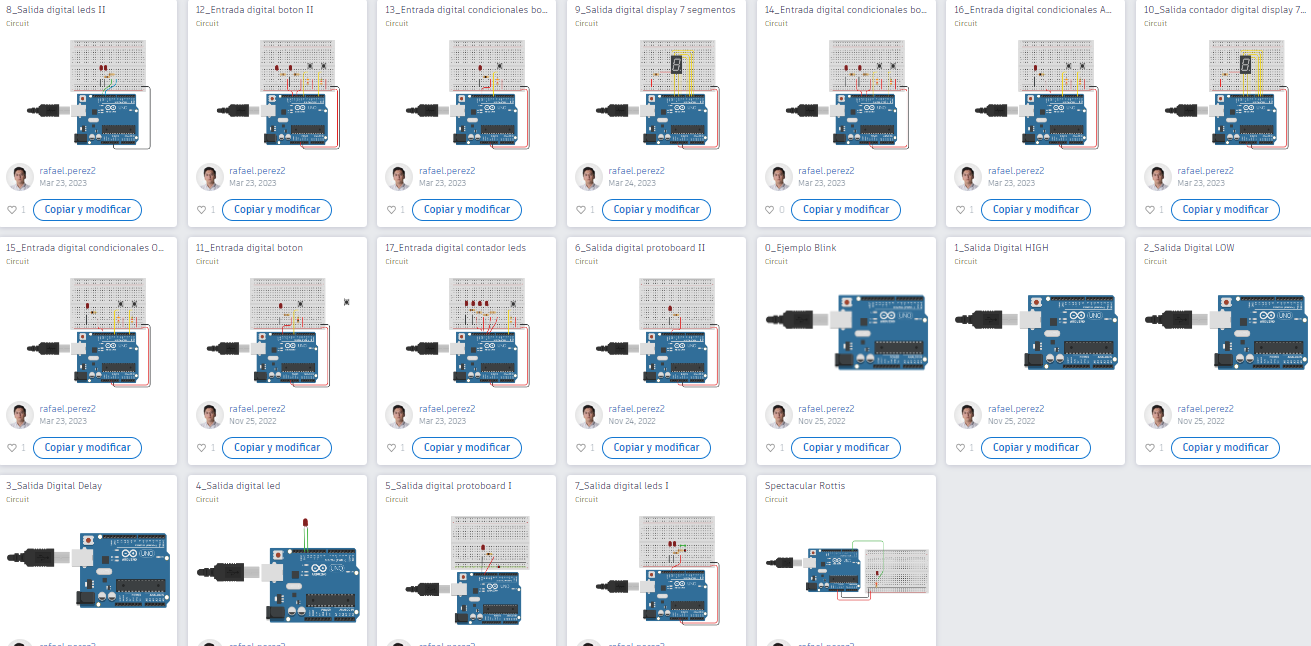 8_Salida digital leds II
Circuit
rafael.perez2
Mar 23, 2023
1
Copiar y modificar
12_Entrada digital boton II
Circuit
rafael.perez2
Mar 23, 2023
1
Copiar y modificar
13_Entrada digital condicionales bo...
Circuit
rafael.perez2
Mar 23, 2023
1
Copiar y modificar
9_Salida digital display 7 segmentos
Circuit
rafael.perez2
Mar 24, 2023
1
Copiar y modificar
14_Entrada digital condicionales bo...
Circuit
rafael.perez2
Mar 23, 2023
0
Copiar y modificar
16_Entrada digital condicionales A...
Circuit
rafael.perez2
Mar 23, 2023
1
Copiar y modificar
10_Salida contador digital display 7...
Circuit
rafael.perez2
Mar 23, 2023
1
Copiar y modificar
15_Entrada digital condicionales O...
Circuit
rafael.perez2
Mar 23, 2023
1
Copiar y modificar
11_Entrada digital boton
Circuit
rafael.perez2
Nov 25, 2022
1
Copiar y modificar
17_Entrada digital contador leds
Circuit
rafael.perez2
Mar 23, 2023
1
Copiar y modificar
6_Salida digital protoboard II
Circuit
rafael.perez2
Nov 24, 2022
1
Copiar y modificar
0_Ejemplo Blink
Circuit
UNO
rafael.perez2
Nov 25, 2022
1
Copiar y modificar
1_Salida Digital HIGH
Circuit
UNO
rafael.perez2
Nov 25, 2022
1
Copiar y modificar
2_Salida Digital LOW
Circuit
UNO
rafael.perez2
Nov 25, 2022
1
Copiar y modificar
3_Salida Digital Delay
Circuit
UNO
rafael.perez2
4_Salida digital led
Circuit
UNO
rafael.perez2
5_Salida digital protoboard I
Circuit
rafael.perez2
7_Salida digital leds I
Circuit
rafael.perez2
Spectacular Rottis
Circuit
rafael.perez2